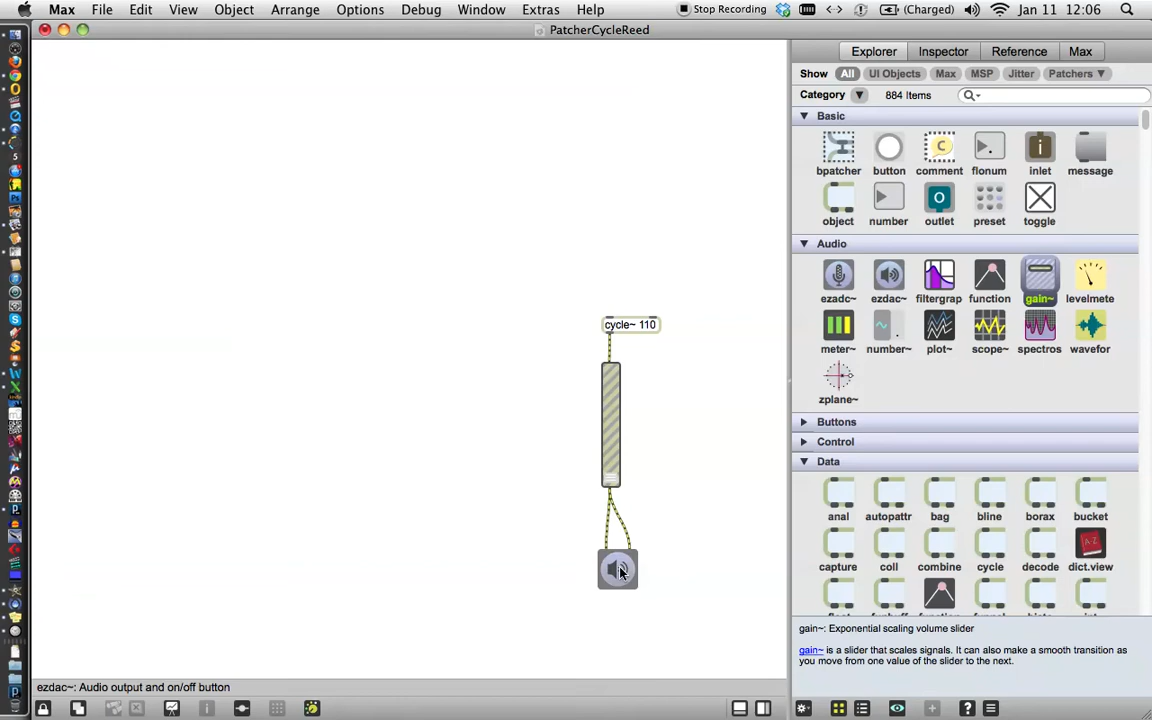 Max File Edit View Object Arrange Options Debug Window Extras Help Stop Recording (Charged) Jan 11 12:06
PatcherCycleReed
Explorer Inspector Reference Max
Show All UI Objects Max MSP Jitter Patchers ▼
Category ▼ 884 Items
Basic
bpatcher button comment flonum inlet message
object number outlet preset toggle
Audio
ezadc~ ezdac~ filtergrap function gain~ levelmete
meter~ number~ plot~ scope~ spectros wavefor
zplane~
Buttons
Control
Data
anal autopattr bag bline borax bucket
capture coll combine cycle decode dict.view
cycle~ 110
gain~: Exponential scaling volume slider
gain~ is a slider that scales signals. It can also make a smooth transition as
you move from one value of the slider to the next.
ezdac~: Audio output and on/off button